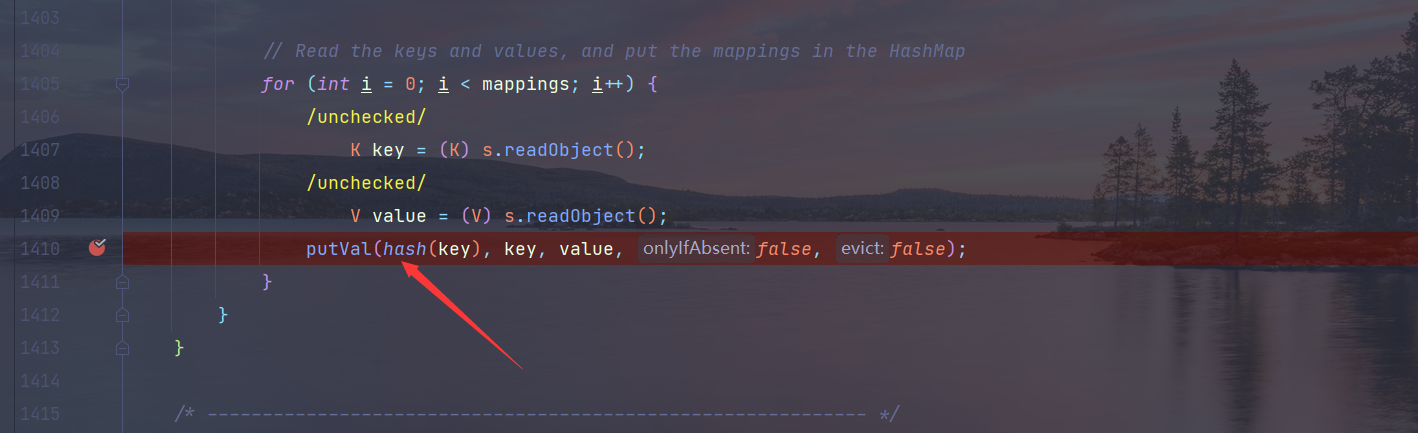 1403
1404 // Read the keys and values, and put the mappings in the HashMap
1405 for (int i = 0; i < mappings; i++) {
1406 /unchecked/
1407 K key = (K) s.readObject();
1408 /unchecked/
1409 V value = (V) s.readObject();
1410 putVal(hash(key), key, value, onlyIfAbsent: false, evict: false);
1411 }
1412 }
1413 }
1414
1415 /* ------------------------------------------------------------ */